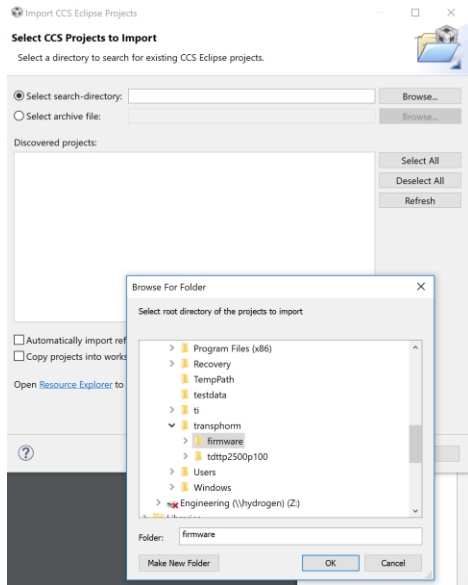 Import CCS Eclipse Projects
Select CCS Projects to Import
Select a directory to search for existing CCS Eclipse projects.
Select search-directory:
Browse...
Select archive file:
Browse...
Discovered projects:
Select All
Deselect All
Refresh
Browse For Folder
Select root directory of the projects to import
Automatically import ref
Copy projects into works
Open Resource Explorer to
Program Files (x86)
Recovery
TempPath
testdata
ti
transphorm
firmware
tdttp2500p100
Users
Windows
Engineering (\\hydrogen) (Z:)
Folder:
firmware
Make New Folder
OK
Cancel